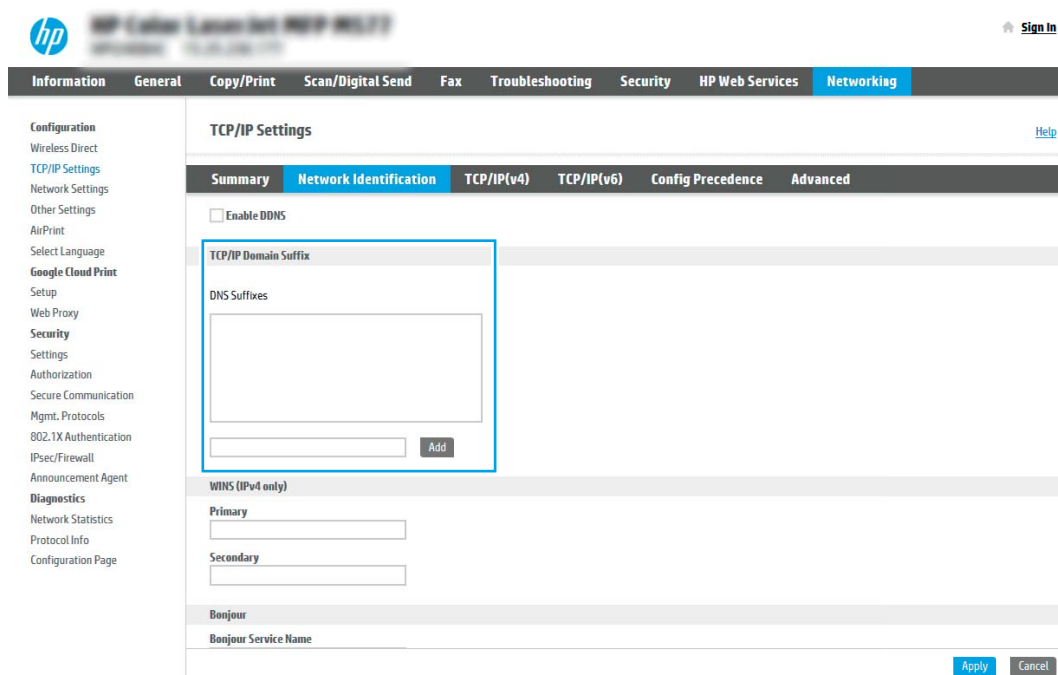 hp
Sign In
Information General Copy/Print Scan/Digital Send Fax Troubleshooting Security HP Web Services Networking
Configuration
Wireless Direct
TCP/IP Settings
Network Settings
Other Settings
AirPrint
Select Language
Google Cloud Print
Setup
Web Proxy
Security
Settings
Authorization
Secure Communication
Mgmt. Protocols
802.1X Authentication
IPsec/Firewall
Announcement Agent
Diagnostics
Network Statistics
Protocol Info
Configuration Page
TCP/IP Settings
Help
Summary Network Identification TCP/IP(v4) TCP/IP(v6) Config Precedence Advanced
Enable DDNS
TCP/IP Domain Suffix
DNS Suffixes
Add
WINS (IPv4 only)
Primary
Secondary
Bonjour
Bonjour Service Name
Apply Cancel